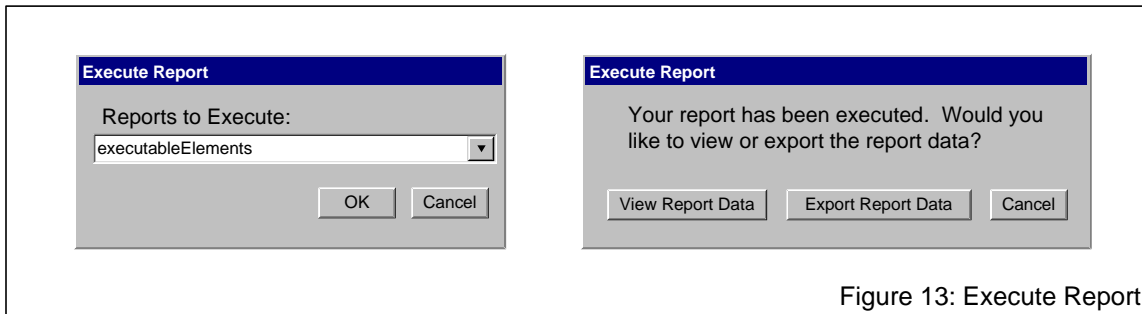 Execute Report
Reports to Execute:
executableElements
OK Cancel
Execute Report
Your report has been executed.  Would you
like to view or export the report data?
View Report Data Export Report Data Cancel
Figure 13: Execute Report